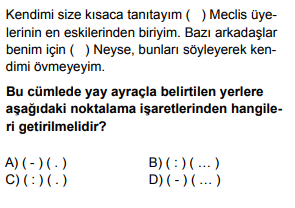 Kendimi size kısaca tanıtayım (  ) Meclis üye-
lerinin en eskilerinden biriyim. Bazı arkadaşlar
benim için (  ) Neyse, bunları söyleyerek ken-
dimi övmeyeyim.
Bu cümlede yay ayraçla belirtilen yerlere
aşağıdaki noktalama işaretlerinden hangile-
ri getirilmelidir?
A) ( - ) ( . )
B) ( : ) ( ... )
C) ( : ) ( . )
D) ( - ) ( ... )